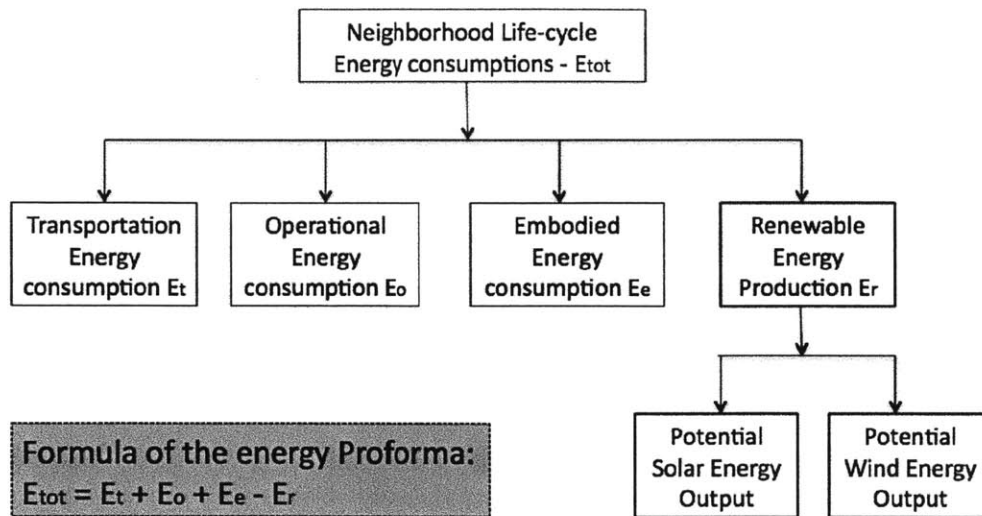 Neighborhood Life-cycle
Energy consumptions - Etot
Transportation
Energy
consumption Et
Operational
Energy
consumption Eo
Embodied
Energy
consumption Ee
Renewable
Energy
Production Er
Potential
Solar Energy
Output
Potential
Wind Energy
Output
Formula of the energy Proforma:
Etot = Et + Eo + Ee - Er